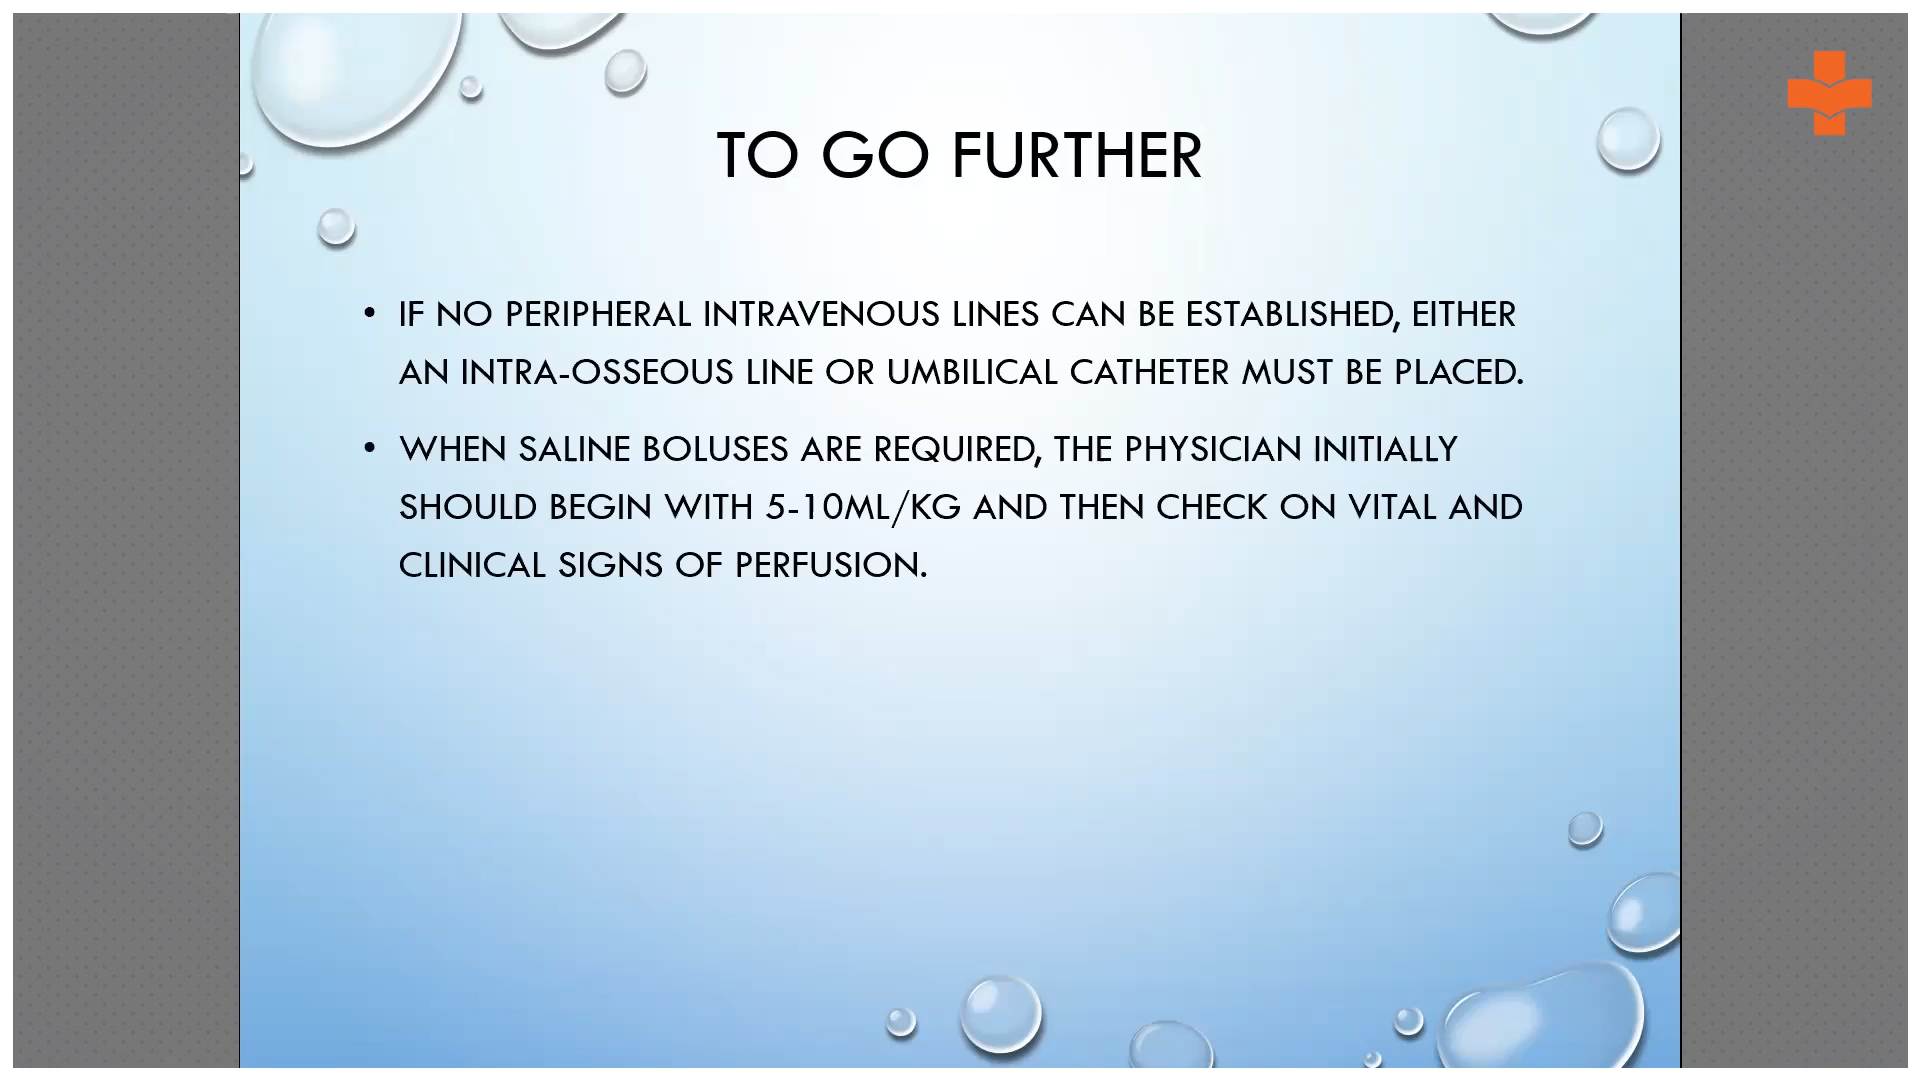 TO GO FURTHER
• IF NO PERIPHERAL INTRAVENOUS LINES CAN BE ESTABLISHED, EITHER
AN INTRA-OSSEOUS LINE OR UMBILICAL CATHETER MUST BE PLACED.
• WHEN SALINE BOLUSES ARE REQUIRED, THE PHYSICIAN INITIALLY
SHOULD BEGIN WITH 5-10ML/KG AND THEN CHECK ON VITAL AND
CLINICAL SIGNS OF PERFUSION.